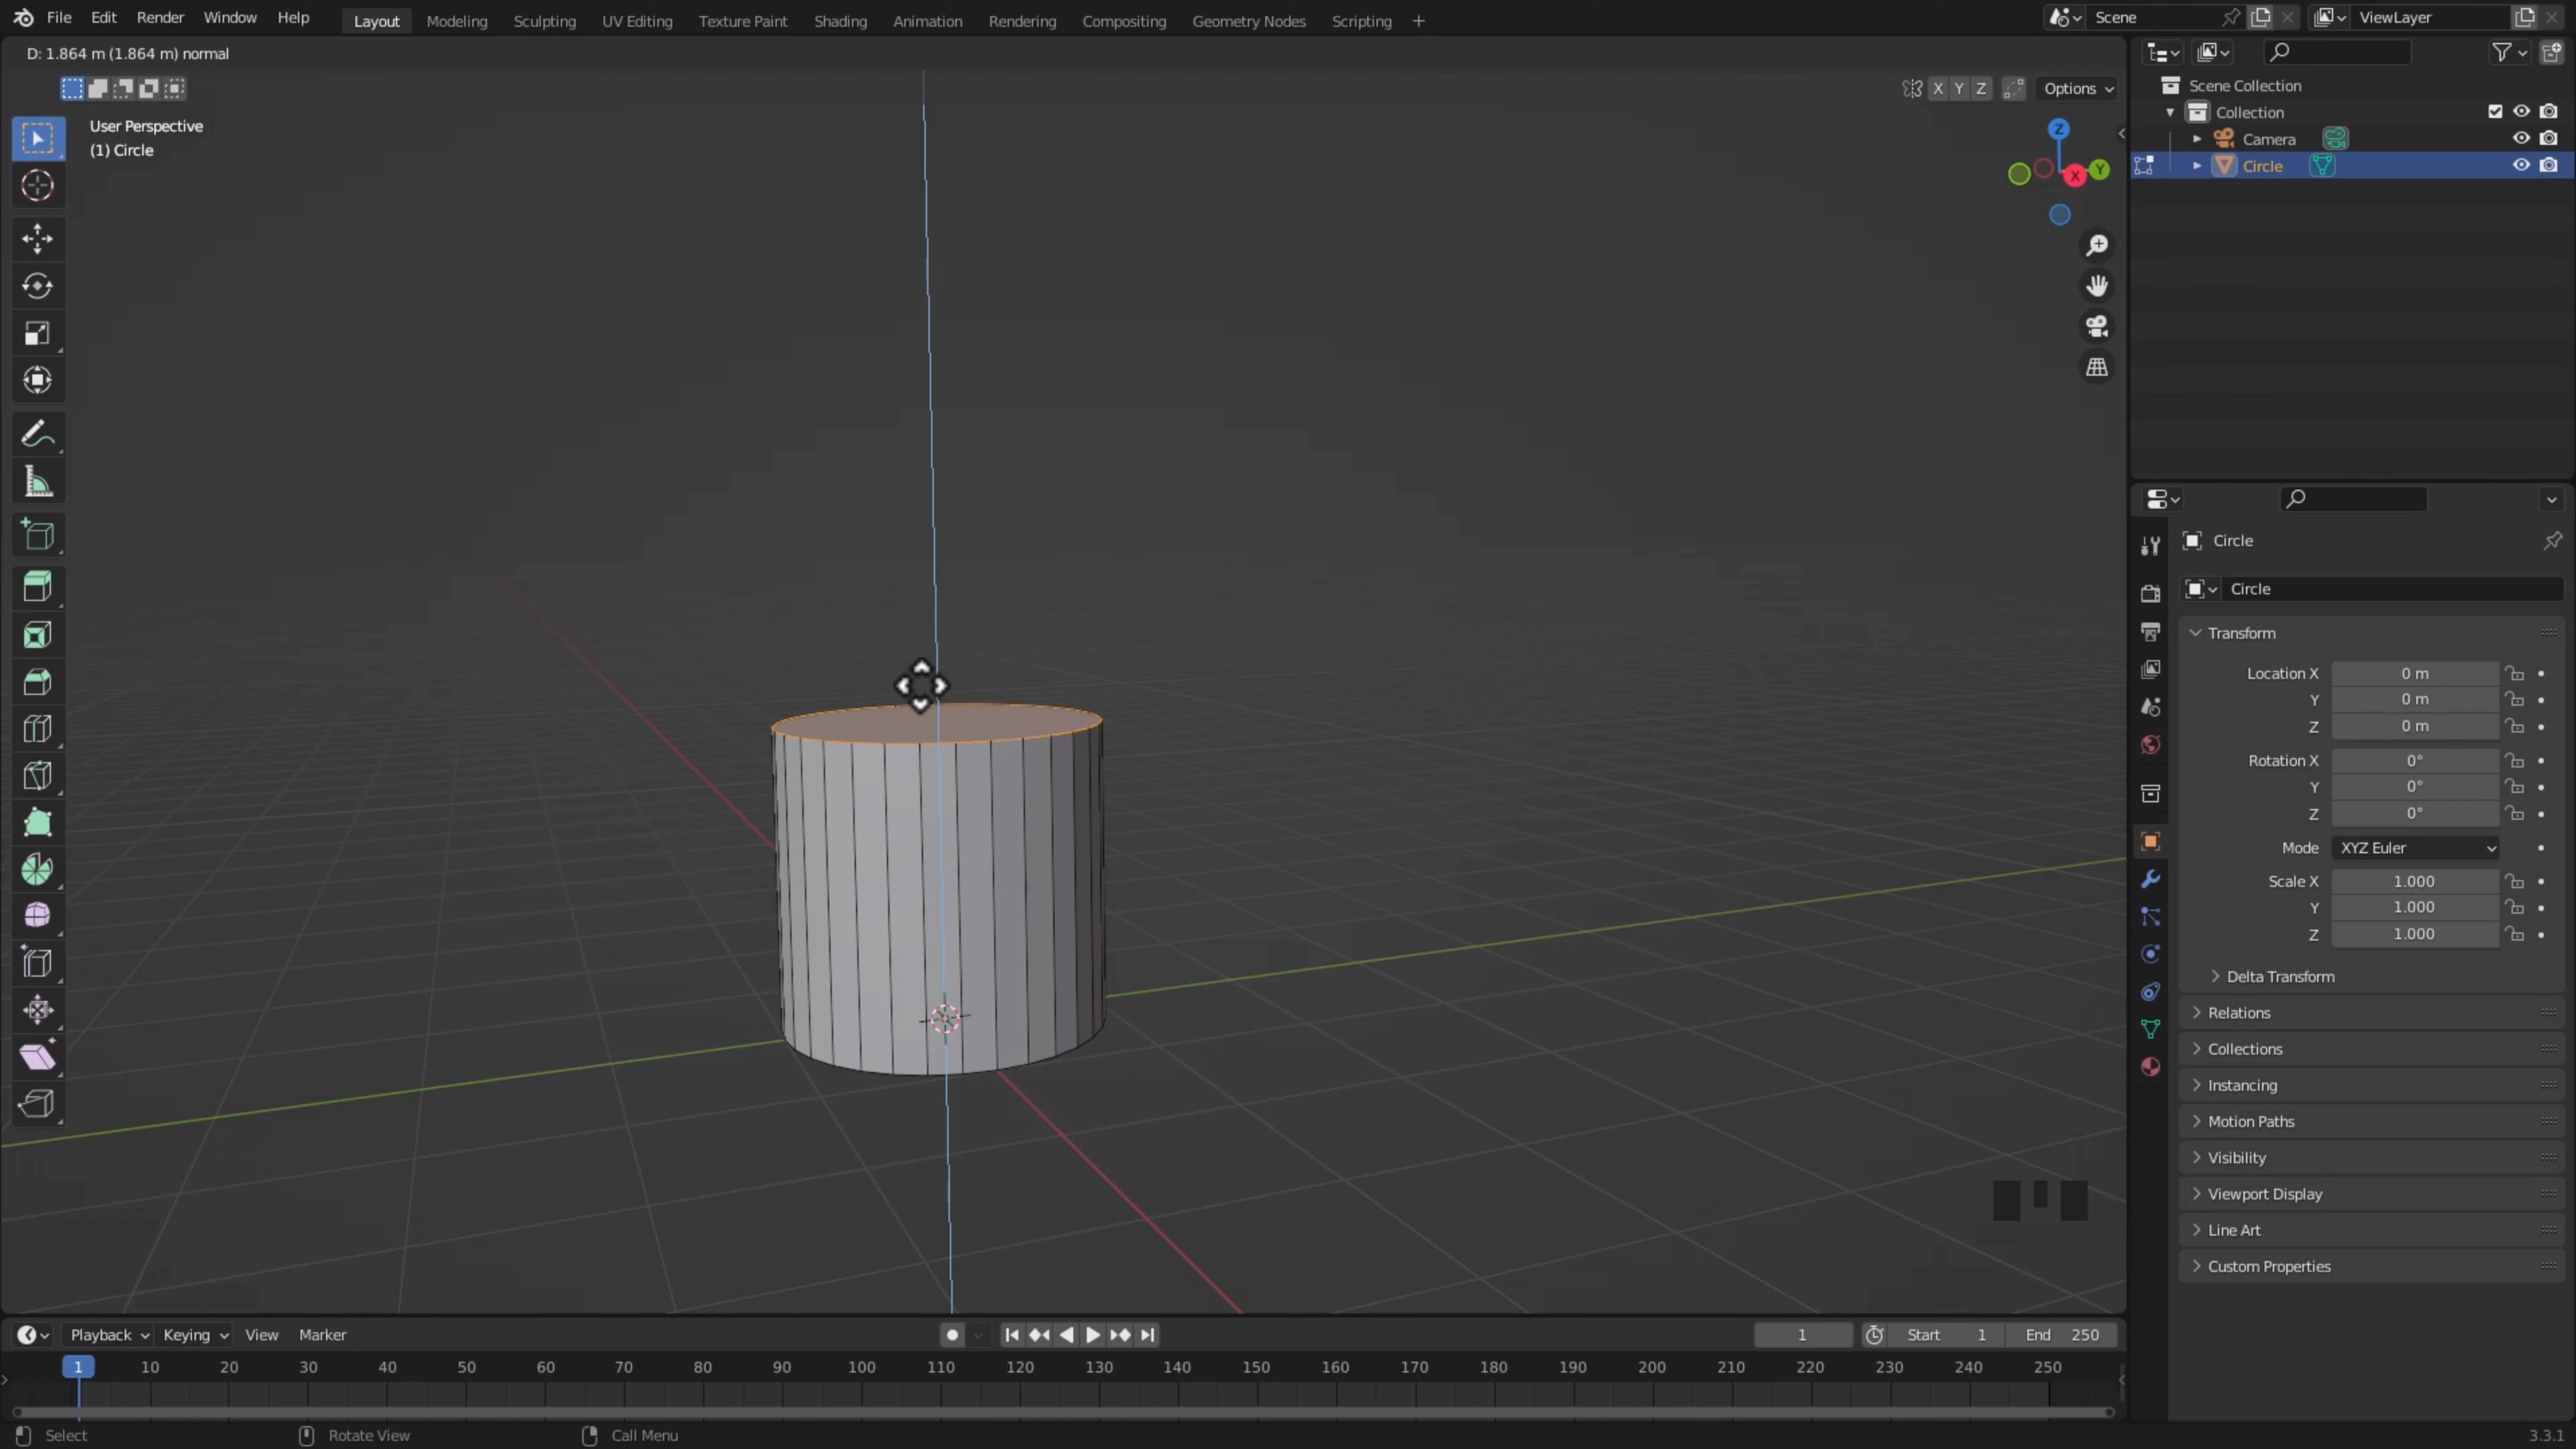 File Edit Render Window Help Layout Modeling Sculpting UV Editing Texture Paint Shading Animation Rendering Compositing Geometry Nodes Scripting + Scene ViewLayer
D: 1.864 m (1.864 m) normal
X Y Z Options
User Perspective
(1) Circle
Z
Y
X
Scene Collection
Collection
Camera
Circle
Circle
Circle
Transform
Location X 0 m
Y 0 m
Z 0 m
Rotation X 0°
Y 0°
Z 0°
Mode XYZ Euler
Scale X 1.000
Y 1.000
Z 1.000
Delta Transform
Relations
Collections
Instancing
Motion Paths
Visibility
Viewport Display
Line Art
Custom Properties
Playback Keying View Marker 1 Start 1 End 250
1 10 20 30 40 50 60 70 80 90 100 110 120 130 140 150 160 170 180 190 200 210 220 230 240 250
Select Rotate View Call Menu 3.3.1